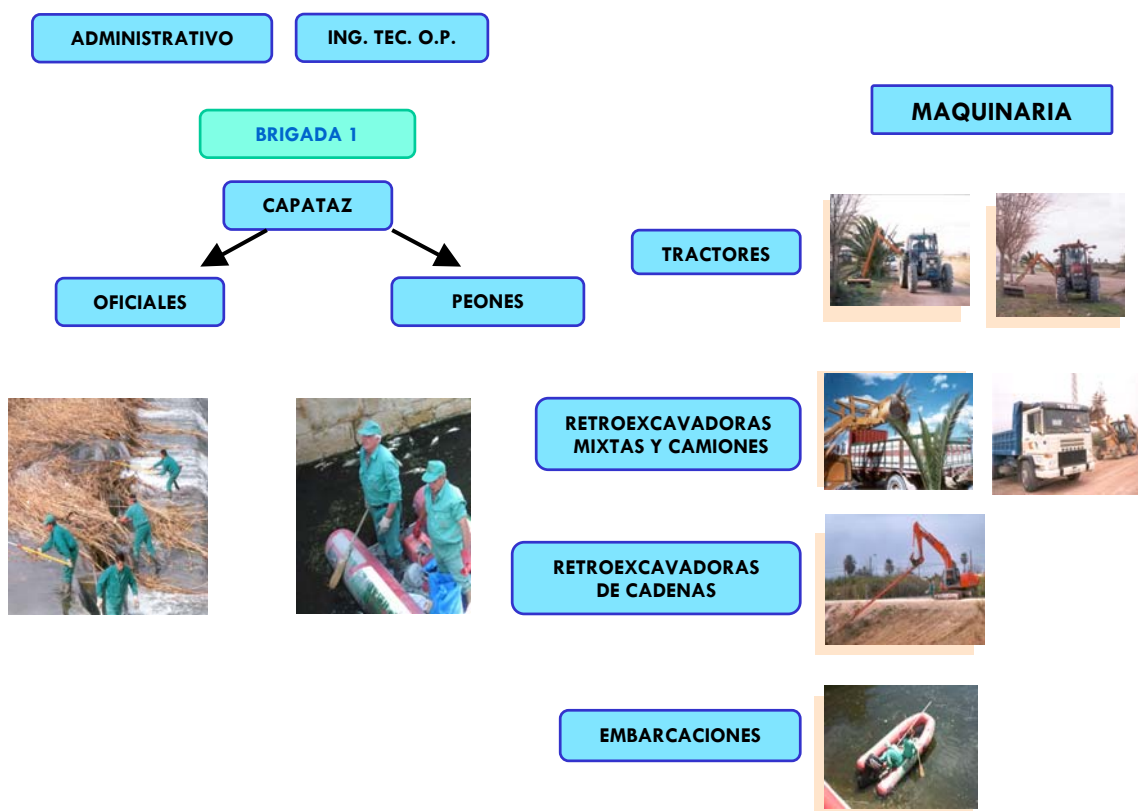 ADMINISTRATIVO
ING. TEC. O.P.
BRIGADA 1
CAPATAZ
OFICIALES
PEONES
MAQUINARIA
TRACTORES
RETROEXCAVADORAS
MIXTAS Y CAMIONES
RETROEXCAVADORAS
DE CADENAS
EMBARCACIONES